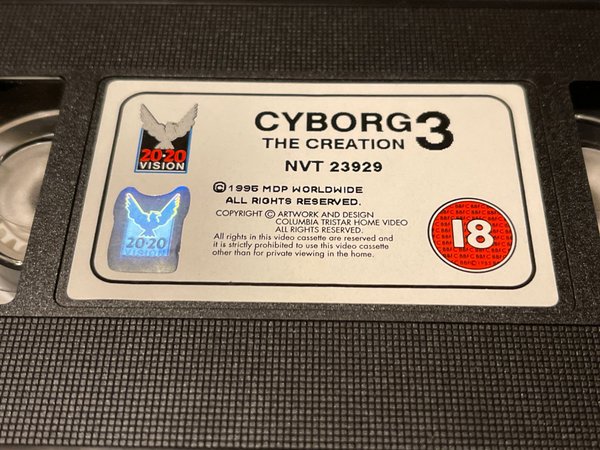 CYBORG 3
THE CREATION
NVT 23929
20·20
VISION
© 1995 MDP WORLDWIDE
ALL RIGHTS RESERVED.
COPYRIGHT © ARTWORK AND DESIGN
COLUMBIA TRISTAR HOME VIDEO
ALL RIGHTS RESERVED.
All rights in this video cassette are reserved and
it is strictly prohibited to use this video cassette
other than for private viewing in the home.
20·20
VISION
18